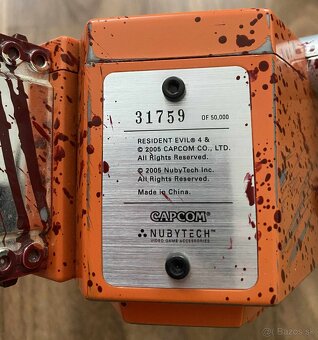 31759 OF 50,000
RESIDENT EVIL® 4 &
© 2005 CAPCOM CO., LTD.
All Rights Reserved.
© 2005 NubyTech Inc.
All Rights Reserved.
Made in China.
CAPCOM®
NUBYTECH™
VIDEO GAME ACCESSORIES
Bazos.sk